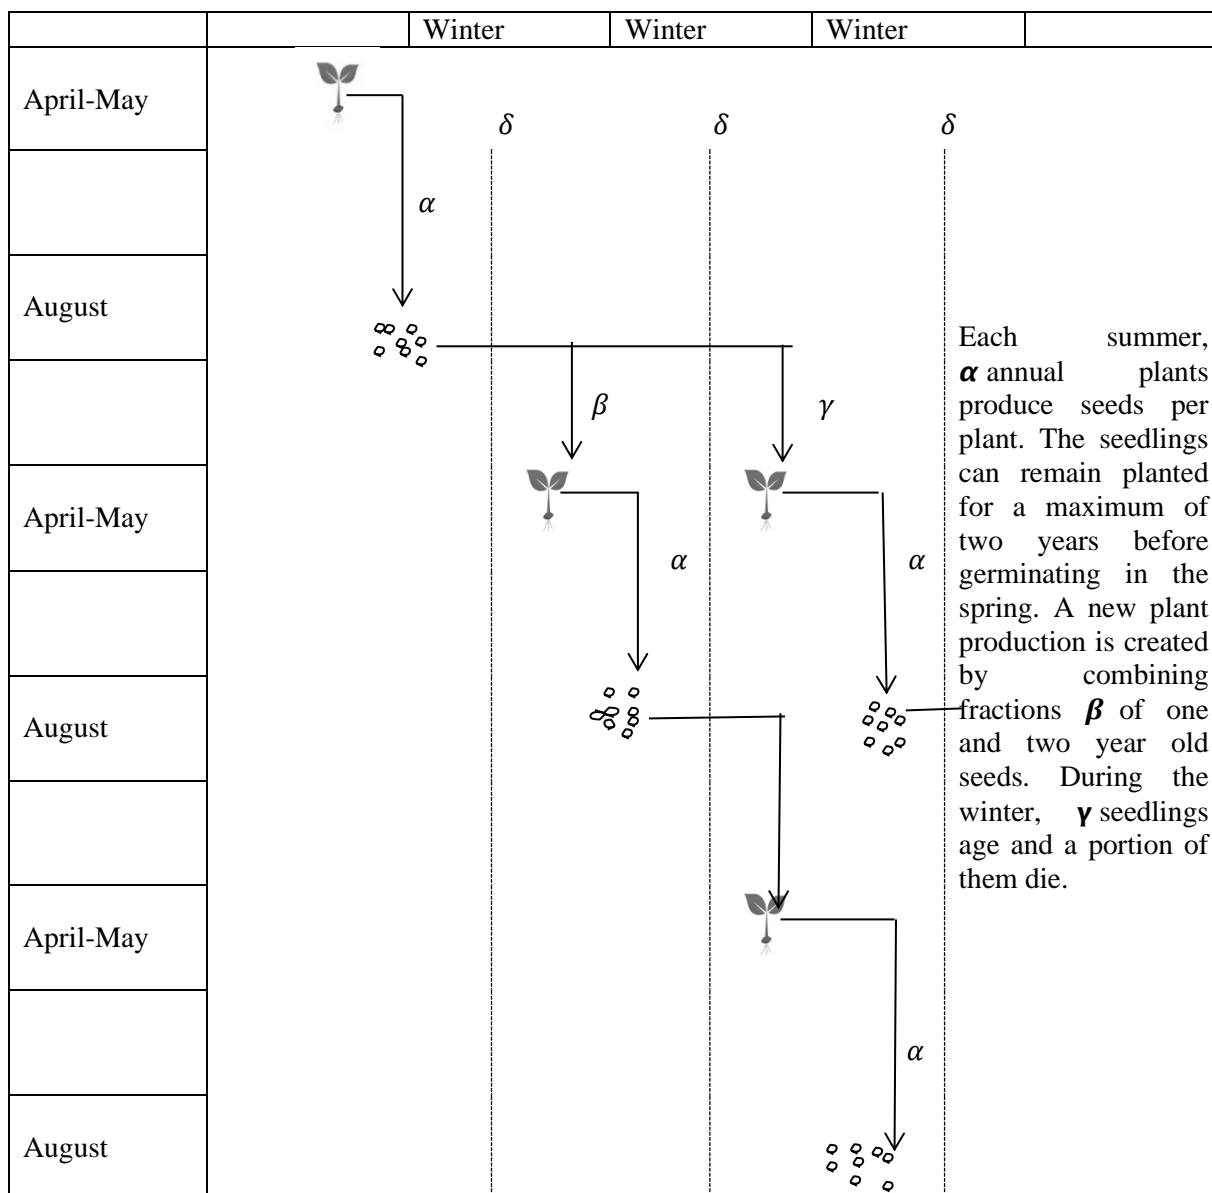 Winter Winter Winter
April-May
δ δ δ
α
August
Each summer,
α annual plants
produce seeds per
plant. The seedlings
can remain planted
for a maximum of
two years before
germinating in the
spring. A new plant
production is created
by combining
fractions β of one
and two year old
seeds. During the
winter, γ seedlings
age and a portion of
them die.
β γ
April-May
α α
August
April-May
α
August